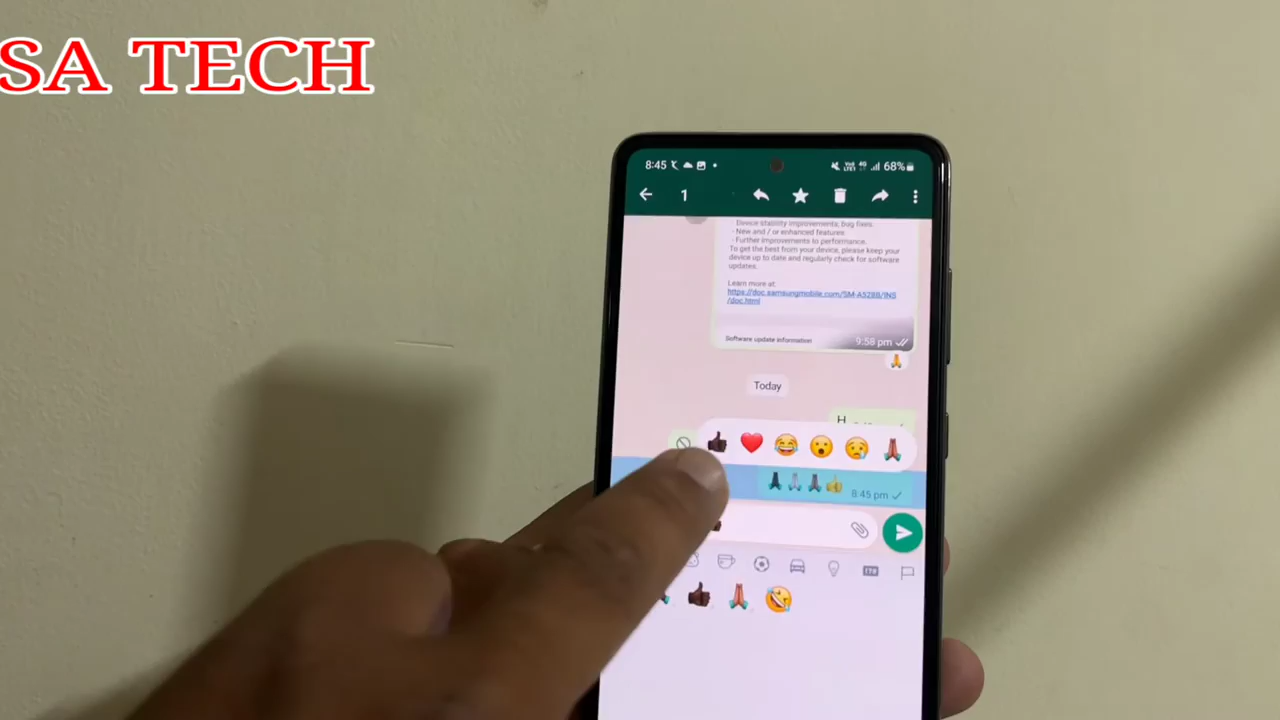 SA TECH
8:45
68%
1
- Device stability improvements, bug fixes.
- New and / or enhanced features
- Further improvements to performance.
To get the best from your device, please keep your
device up to date and regularly check for software
updates.
Learn more at:
https://doc.samsungmobile.com/SM-A528B/INS
/doc.html
Software update information
9:58 pm
Today
H
8:45 pm